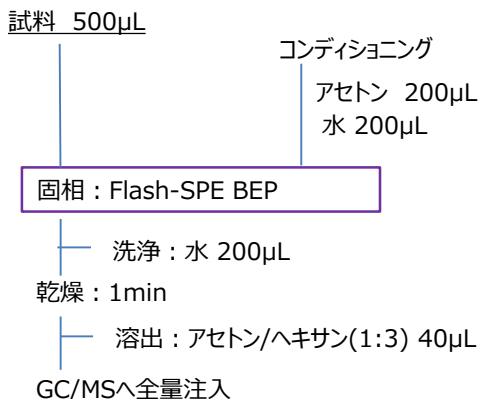 試料 500µL
コンディショニング
アセトン 200µL
水 200µL
固相：Flash-SPE BEP
洗浄：水 200µL
乾燥：1min
溶出：アセトン/ヘキサン(1:3) 40µL
GC/MSへ全量注入